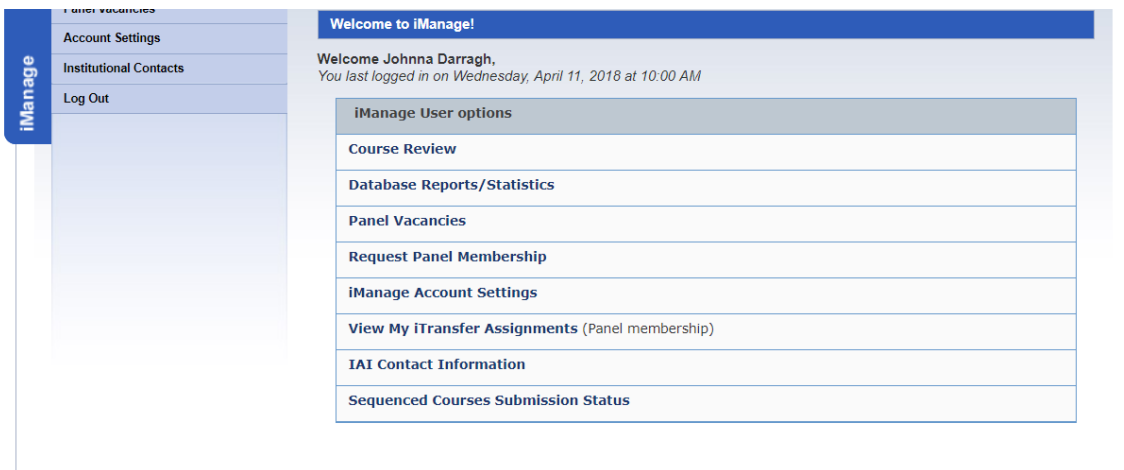 Panel Vacancies
Account Settings
Institutional Contacts
Log Out
iManage
Welcome to iManage!
Welcome Johnna Darragh,
You last logged in on Wednesday, April 11, 2018 at 10:00 AM
iManage User options
Course Review
Database Reports/Statistics
Panel Vacancies
Request Panel Membership
iManage Account Settings
View My iTransfer Assignments (Panel membership)
IAI Contact Information
Sequenced Courses Submission Status